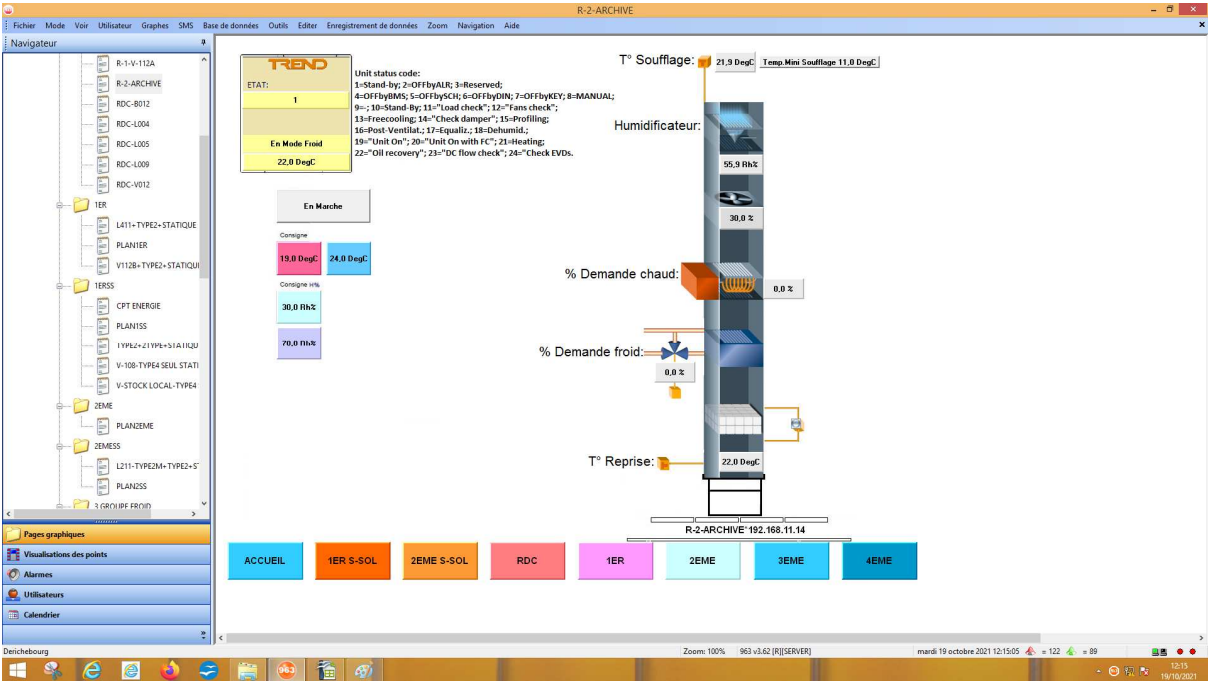 R-2-ARCHIVE
Fichier Mode Voir Utilisateur Graphes SMS Base de données Outils Editer Enregistrement de données Zoom Navigation Aide
Navigateur
R-1-V-112A
R-2-ARCHIVE
RDC-B012
RDC-L004
RDC-L005
RDC-L009
RDC-V012
1ER
L411+TYPE2+STATIQUE
PLAN1ER
V112B+TYPE2+STATIQUI
1ERSS
CPT ENERGIE
PLAN1SS
TYPE2+2TYPE+STATIQU
V-108-TYPE4 SEUL STATI
V-STOCK LOCAL-TYPE4
2EME
PLAN2EME
2EMESS
L211-TYPE2M+TYPE2+S
PLAN2SS
3 GROUPE FROID
Pages graphiques
Visualisations des points
Alarmes
Utilisateurs
Calendrier
TREND
ETAT:
1
En Mode Froid
22,0 DegC
Unit status code:
1=Stand-by; 2=OFFbyALR; 3=Reserved;
4=OFFbyBMS; 5=OFFbySCH; 6=OFFbyDIN; 7=OFFbyKEY; 8=MANUAL;
9=-; 10=Stand-By; 11="Load check"; 12="Fans check";
13=Freecooling; 14="Check damper"; 15=Profiling;
16=Post-Ventilat.; 17=Equaliz.; 18=Dehumid.;
19="Unit On"; 20="Unit On with FC"; 21=Heating;
22="Oil recovery"; 23="DC flow check"; 24="Check EVDs.
En Marche
Consigne
19,0 DegC 24,0 DegC
Consigne H%
30,0 Rh%
70,0 Rh%
T° Soufflage: 21,9 DegC Temp.Mini Soufflage 11,0 DegC
Humidificateur:
55,9 Rh%
30,0 %
% Demande chaud: 0,0 %
% Demande froid:
0,0 %
T° Reprise: 22,0 DegC
R-2-ARCHIVE*192.168.11.14
ACCUEIL 1ER S-SOL 2EME S-SOL RDC 1ER 2EME 3EME 4EME
Derichebourg Zoom: 100% 963 v3.62 [R][SERVER] mardi 19 octobre 2021 12:15:05 = 122 = 89
963
12:15
19/10/2021